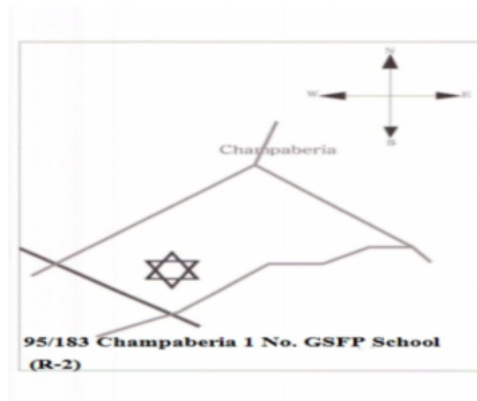 N
W E
S
Champaberia
95/183 Champaberia 1 No. GSFP School
(R-2)